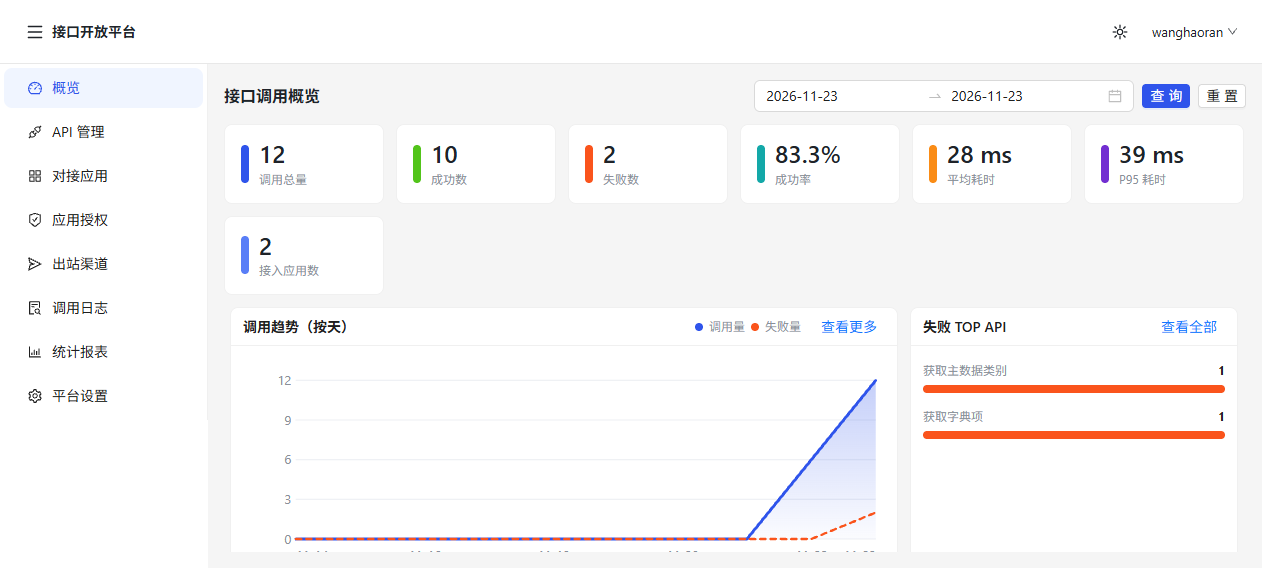 接口开放平台
wanghaoran
概览
API 管理
对接应用
应用授权
出站渠道
调用日志
统计报表
平台设置
接口调用概览
2026-11-23
2026-11-23
查 询
重 置
12
调用总量
10
成功数
2
失败数
83.3%
成功率
28 ms
平均耗时
39 ms
P95 耗时
2
接入应用数
调用趋势（按天）
调用量
失败量
查看更多
12
9
6
3
0
失败 TOP API
查看全部
获取主数据类别 1
获取字典项 1